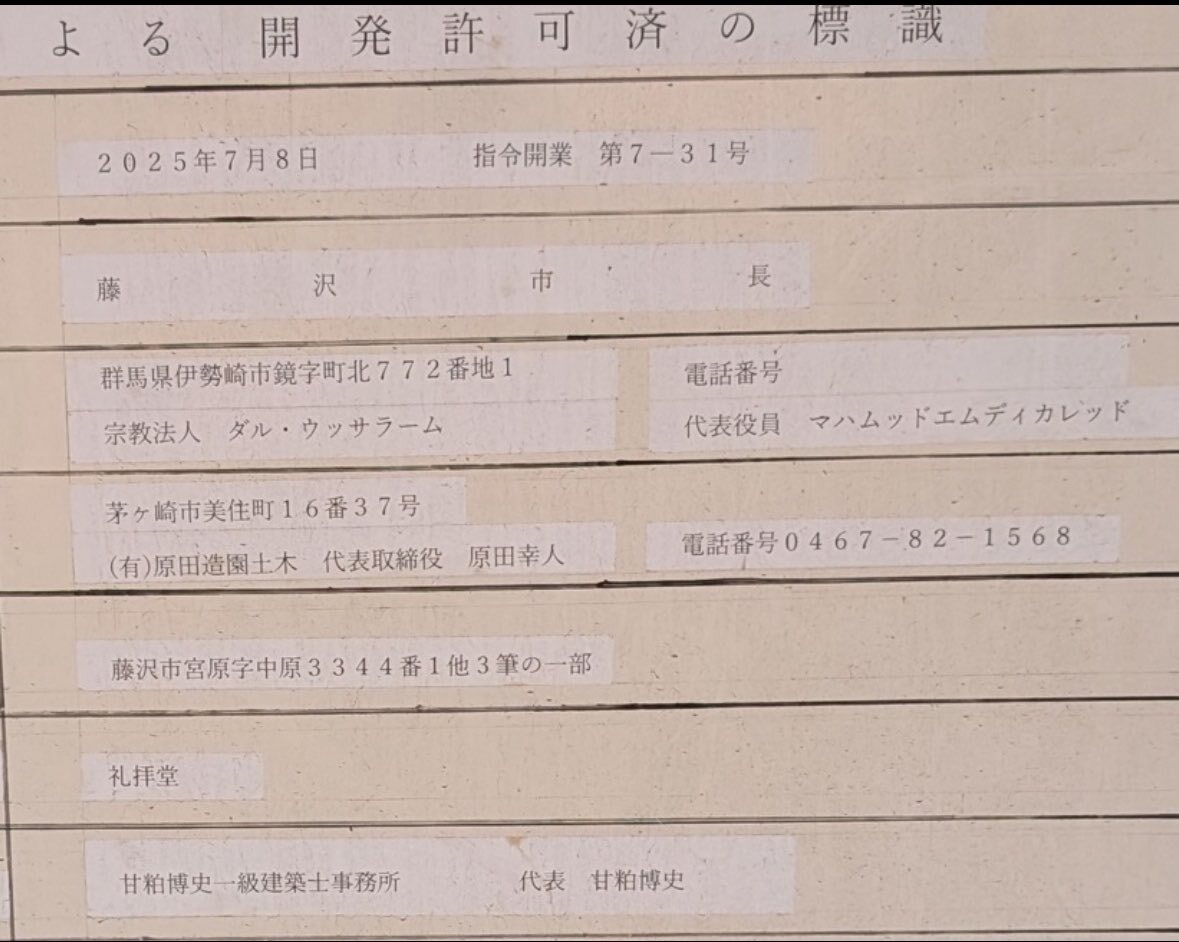 よる開発許可済の標識
2025年7月8日 指令開業 第7－31号
藤沢市長
群馬県伊勢崎市鏡字町北772番地1 電話番号
宗教法人 ダル・ウッサラーム 代表役員 マハムッドエムディカレッド
茅ヶ崎市美住町16番37号
(有)原田造園土木 代表取締役 原田幸人 電話番号0467－82－1568
藤沢市宮原字中原3344番1他3筆の一部
礼拝堂
甘粕博史一級建築士事務所 代表 甘粕博史